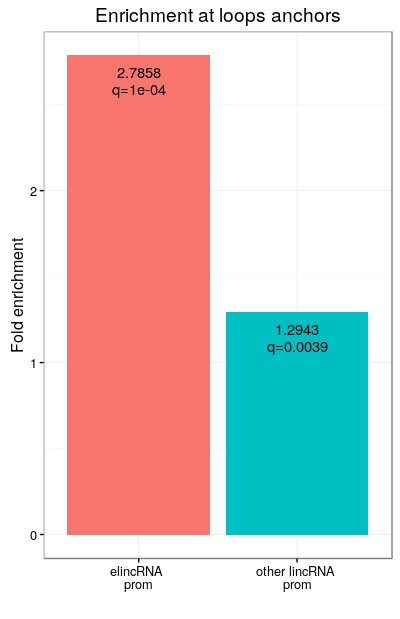 Enrichment at loops anchors
2.7858
q=1e-04
2
Fold enrichment
1.2943
q=0.0039
1
0
elincRNA
prom
other lincRNA
prom